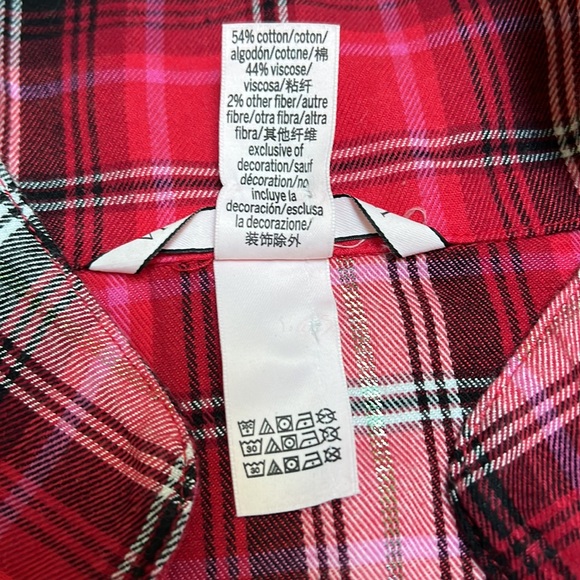 54% cotton/coton/
algodón/cotone/棉
44% viscose/
viscosa/粘纤
2% other fiber/autre
fibre/otra fibra/altra
fibra/其他纤维
exclusive of
decoration/sauf
décoration/no
incluye la
decoración/esclusa
la decorazione/
装饰除外